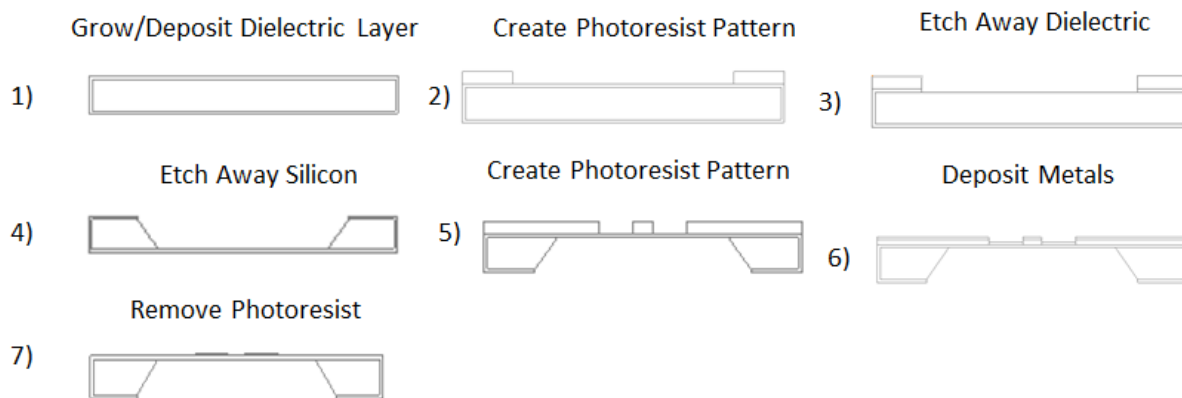 Grow/Deposit Dielectric Layer
1)
Create Photoresist Pattern
2)
Etch Away Dielectric
3)
Etch Away Silicon
4)
Create Photoresist Pattern
5)
Deposit Metals
6)
Remove Photoresist
7)